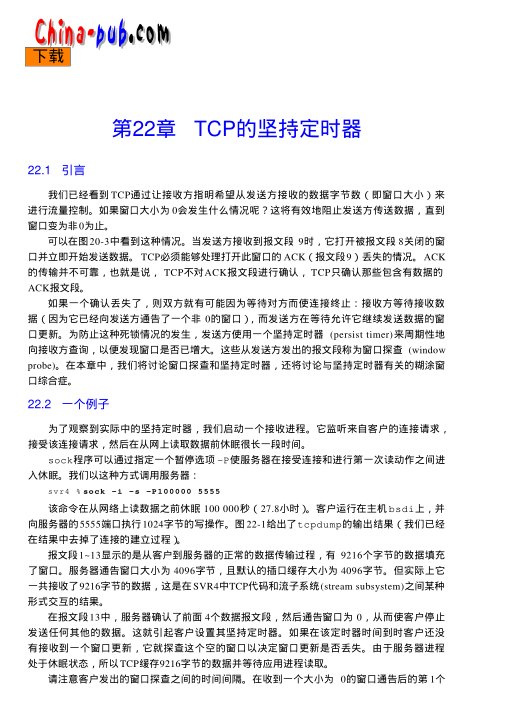 China-pub.com
下载
第22章 TCP的坚持定时器
22.1 引言
我们已经看到TCP通过让接收方指明希望从发送方接收的数据字节数（即窗口大小）来
进行流量控制。如果窗口大小为0会发生什么情况呢？这将有效地阻止发送方传送数据，直到
窗口变为非0为止。
可以在图20-3中看到这种情况。当发送方接收到报文段9时，它打开被报文段8关闭的窗
口并立即开始发送数据。TCP必须能够处理打开此窗口的ACK（报文段9）丢失的情况。ACK
的传输并不可靠，也就是说，TCP不对ACK报文段进行确认，TCP只确认那些包含有数据的
ACK报文段。
如果一个确认丢失了，则双方就有可能因为等待对方而使连接终止：接收方等待接收数
据（因为它已经向发送方通告了一个非0的窗口），而发送方在等待允许它继续发送数据的窗
口更新。为防止这种死锁情况的发生，发送方使用一个坚持定时器 (persist timer)来周期性地
向接收方查询，以便发现窗口是否已增大。这些从发送方发出的报文段称为窗口探查 (window
probe)。在本章中，我们将讨论窗口探查和坚持定时器，还将讨论与坚持定时器有关的糊涂窗
口综合症。
22.2 一个例子
为了观察到实际中的坚持定时器，我们启动一个接收进程。它监听来自客户的连接请求，
接受该连接请求，然后在从网上读取数据前休眠很长一段时间。
sock程序可以通过指定一个暂停选项-P使服务器在接受连接和进行第一次读动作之间进
入休眠。我们以这种方式调用服务器：
svr4 % sock -i -s -P100000 5555
该命令在从网络上读数据之前休眠100 000秒（27.8小时）。客户运行在主机bsdi上，并
向服务器的5555端口执行1024字节的写操作。图22-1给出了tcpdump的输出结果（我们已经
在结果中去掉了连接的建立过程）。
报文段1~13显示的是从客户到服务器的正常的数据传输过程，有9216个字节的数据填充
了窗口。服务器通告窗口大小为4096字节，且默认的插口缓存大小为4096字节。但实际上它
一共接收了9216字节的数据，这是在SVR4中TCP代码和流子系统(stream subsystem)之间某种
形式交互的结果。
在报文段13中，服务器确认了前面4个数据报文段，然后通告窗口为0，从而使客户停止
发送任何其他的数据。这就引起客户设置其坚持定时器。如果在该定时器时间到时客户还没
有接收到一个窗口更新，它就探查这个空的窗口以决定窗口更新是否丢失。由于服务器进程
处于休眠状态，所以TCP缓存9216字节的数据并等待应用进程读取。
请注意客户发出的窗口探查之间的时间间隔。在收到一个大小为0的窗口通告后的第1个